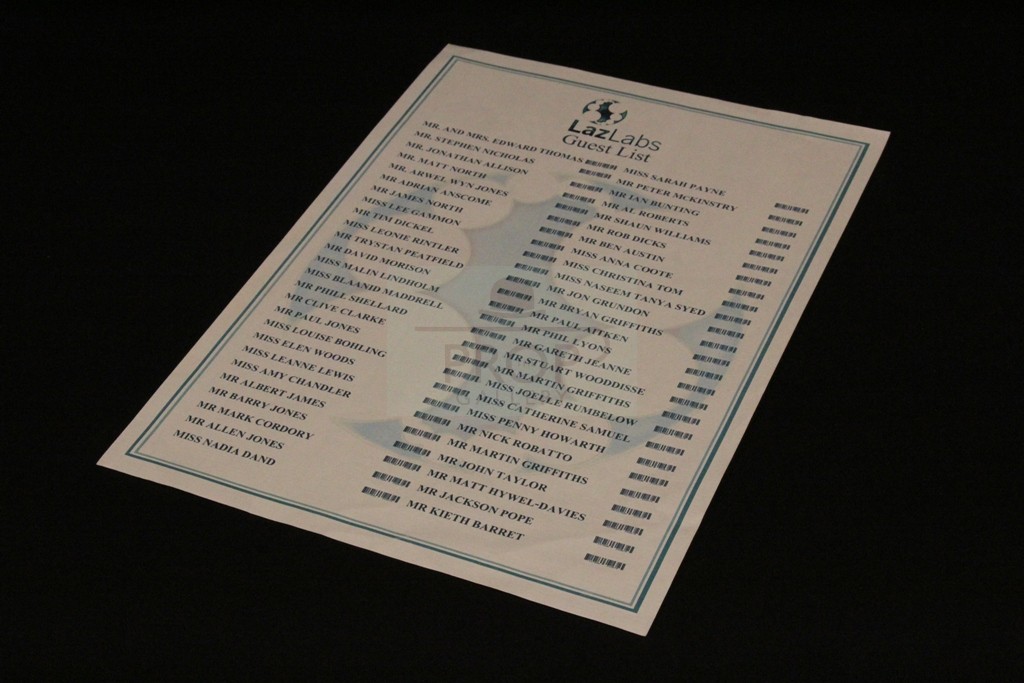 LazLabs
Guest List
MR. AND MRS. EDWARD THOMAS
MR. STEPHEN NICHOLAS
MR. JONATHAN ALLISON
MR. MATT NORTH
MR. ARWEL WYN JONES
MR ADRIAN ANSCOME
MR JAMES NORTH
MISS LEE GAMMON
MR TIM DICKEL
MISS LEONIE RINTLER
MR TRYSTAN PEATFIELD
MR DAVID MORISON
MISS MALIN LINDHOLM
MISS BLAANID MADDRELL
MR PHILL SHELLARD
MR CLIVE CLARKE
MR PAUL JONES
MISS LOUISE BOHLING
MISS ELEN WOODS
MISS LEANNE LEWIS
MISS AMY CHANDLER
MR ALBERT JAMES
MR BARRY JONES
MR MARK CORDORY
MR ALLEN JONES
MISS NADIA DAND
MISS SARAH PAYNE
MR PETER MCKINSTRY
MR IAN BUNTING
MR AL ROBERTS
MR SHAUN WILLIAMS
MR ROB DICKS
MR BEN AUSTIN
MISS ANNA COOTE
MISS CHRISTINA TOM
MISS NASEEM TANYA SYED
MR JON GRUNDON
MR BRYAN GRIFFITHS
MR PAUL AITKEN
MR PHIL LYONS
MR GARETH JEANNE
MR STUART WOODDISSE
MR MARTIN GRIFFITHS
MISS JOELLE RUMBELOW
MISS CATHERINE SAMUEL
MISS PENNY HOWARTH
MR NICK ROBATTO
MR MARTIN GRIFFITHS
MR JOHN TAYLOR
MR MATT HYWEL-DAVIES
MR JACKSON POPE
MR KIETH BARRET
PROP
GALLERY